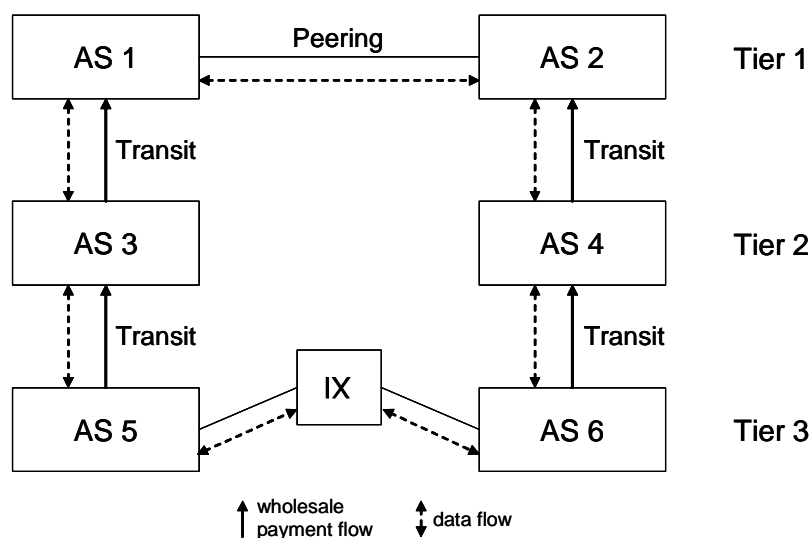 Peering
AS 1
AS 2
Tier 1
Transit
Transit
AS 3
AS 4
Tier 2
Transit
Transit
IX
AS 5
AS 6
Tier 3
wholesale
payment flow
data flow